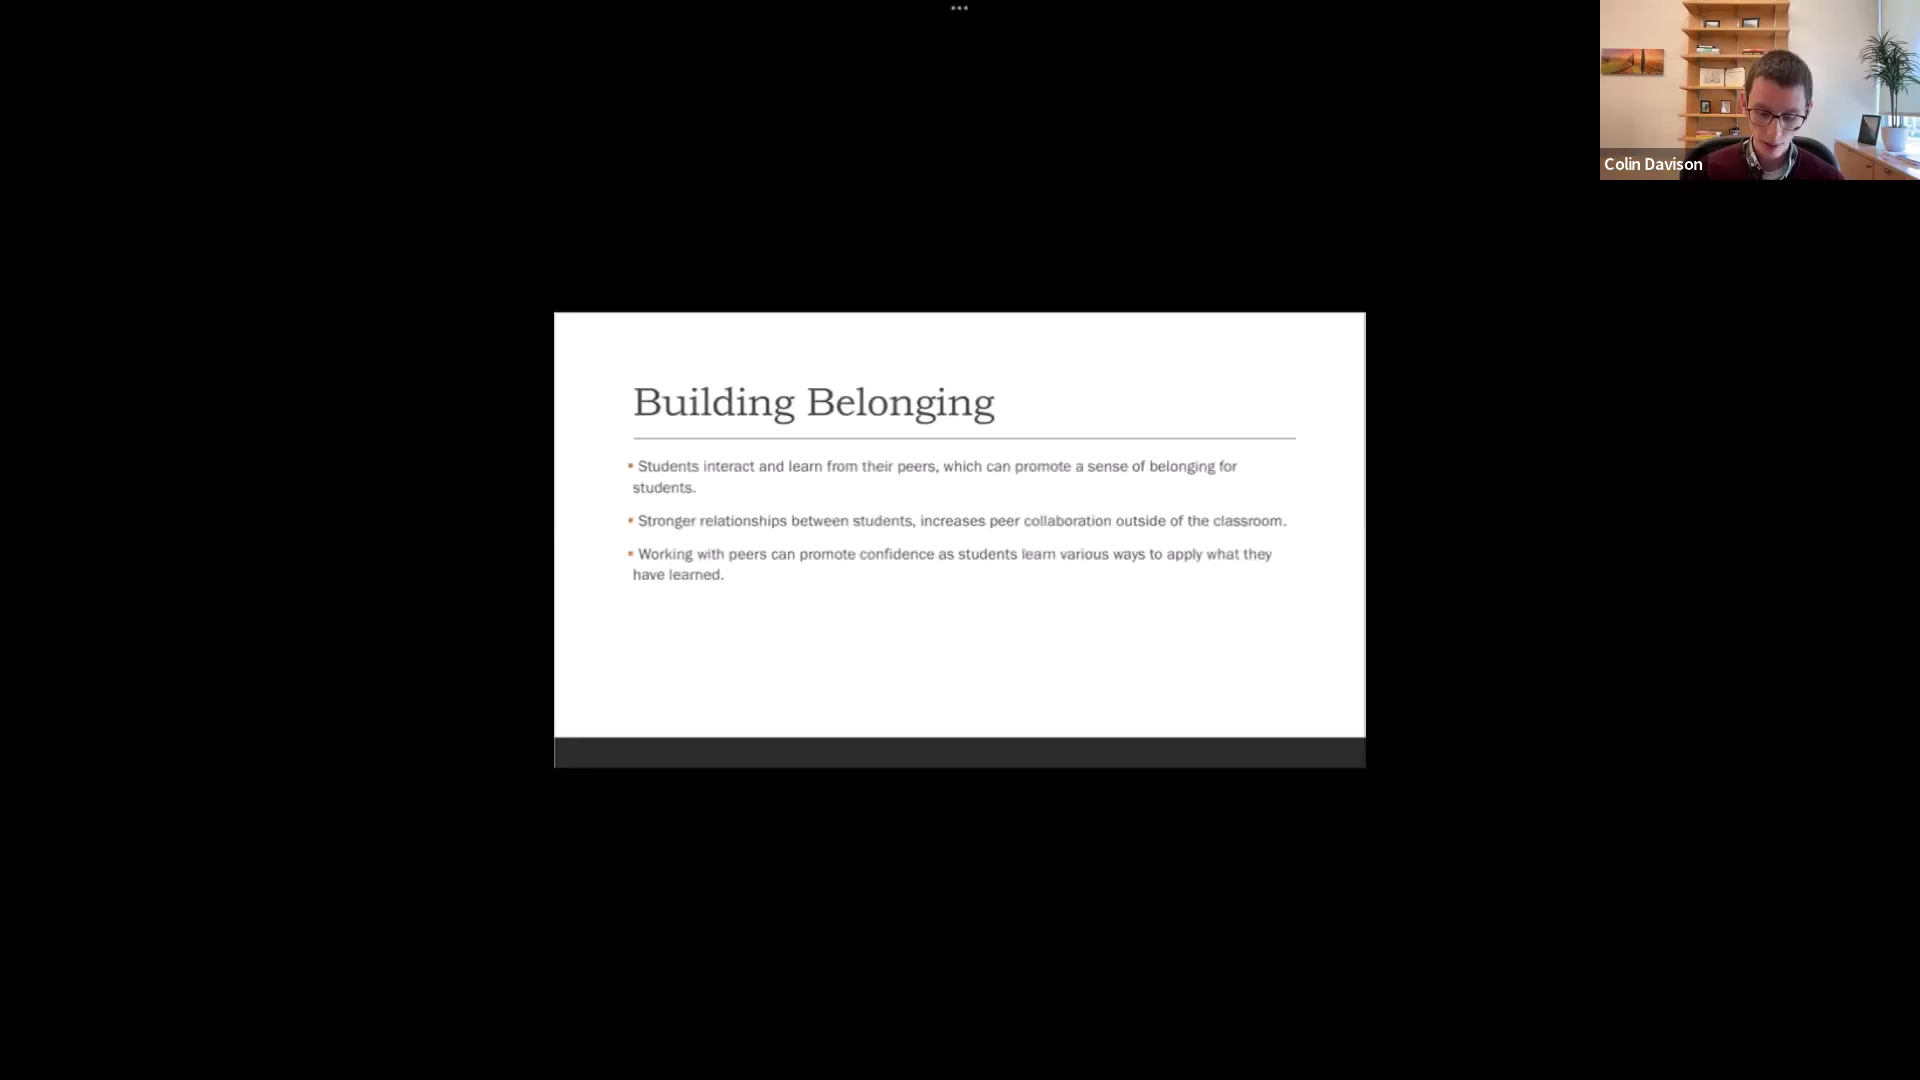 Colin Davison
Building Belonging
▪ Students interact and learn from their peers, which can promote a sense of belonging for
students.
▪ Stronger relationships between students, increases peer collaboration outside of the classroom.
▪ Working with peers can promote confidence as students learn various ways to apply what they
have learned.